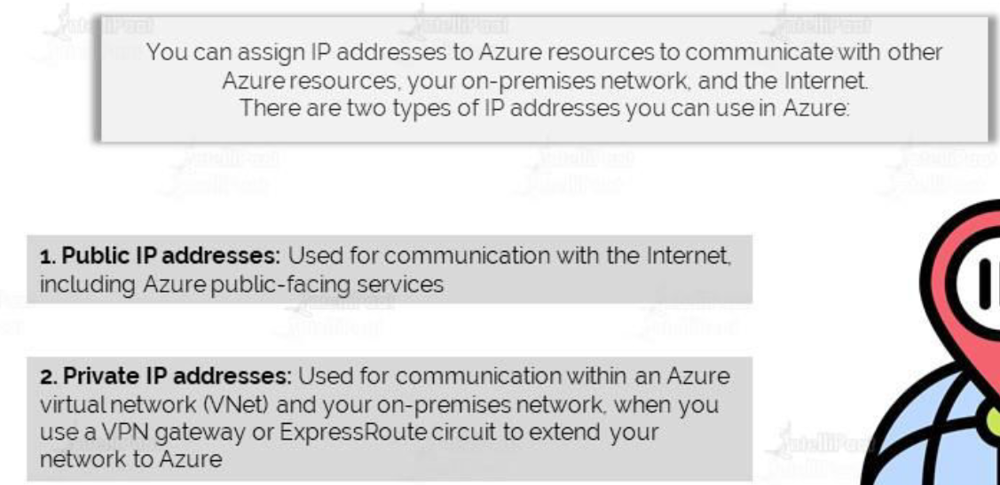 You can assign IP addresses to Azure resources to communicate with other
Azure resources, your on-premises network, and the Internet.
There are two types of IP addresses you can use in Azure:
1. Public IP addresses: Used for communication with the Internet,
including Azure public-facing services
2. Private IP addresses: Used for communication within an Azure
virtual network (VNet) and your on-premises network, when you
use a VPN gateway or ExpressRoute circuit to extend your
network to Azure